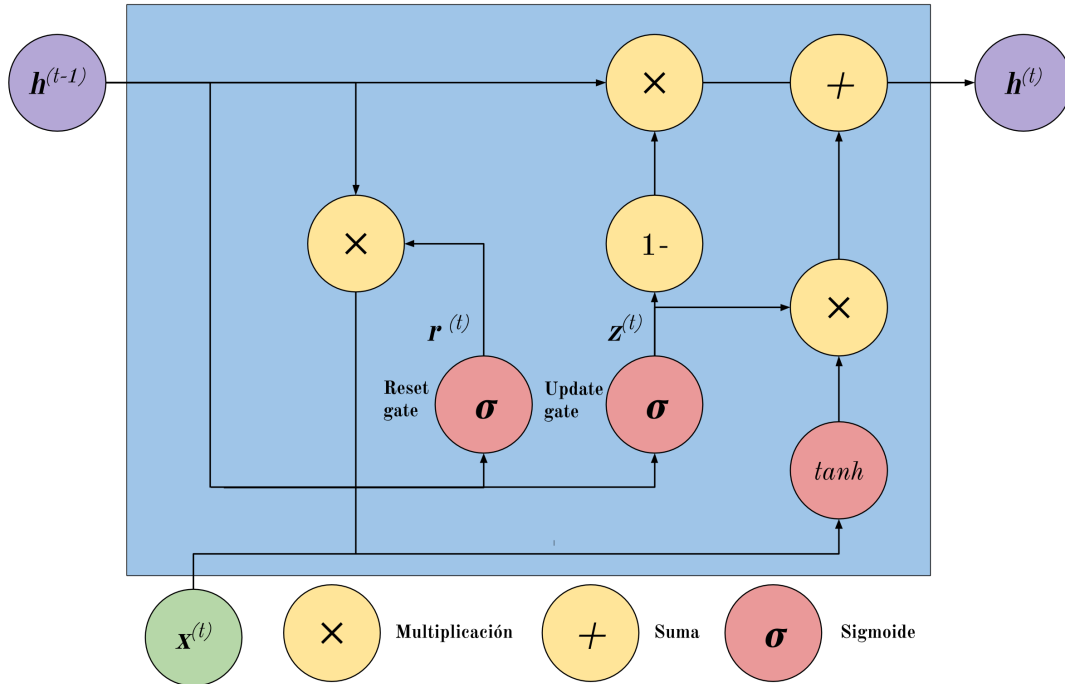 h^(t-1)
×
+
h^(t)
×
1-
×
r^(t)
z^(t)
Reset
gate
σ
Update
gate
σ
tanh
x^(t)
×
Multiplicación
+
Suma
σ
Sigmoide